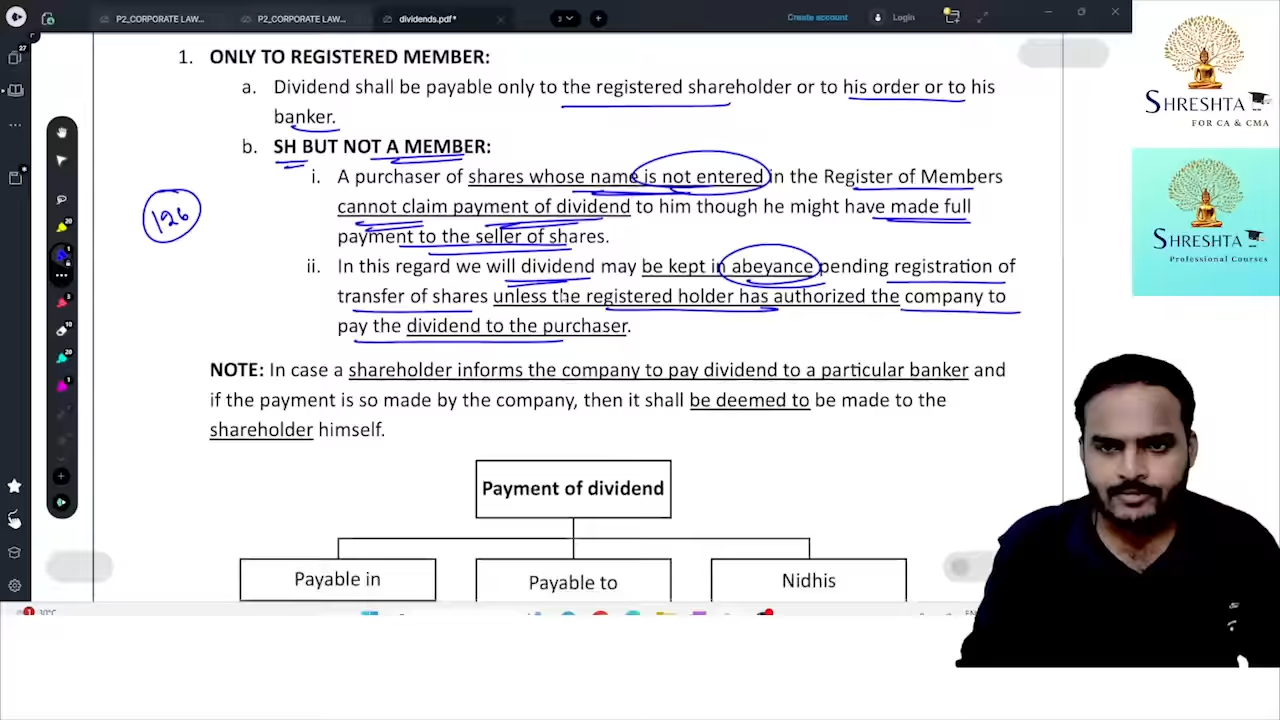 P2_CORPORATE LAW...
P2_CORPORATE LAW...
dividends.pdf*
Create account
Login
1. ONLY TO REGISTERED MEMBER:
a. Dividend shall be payable only to the registered shareholder or to his order or to his
banker.
b. SH BUT NOT A MEMBER:
i. A purchaser of shares whose name is not entered in the Register of Members
cannot claim payment of dividend to him though he might have made full
payment to the seller of shares.
ii. In this regard we will dividend may be kept in abeyance pending registration of
transfer of shares unless the registered holder has authorized the company to
pay the dividend to the purchaser.
126
NOTE: In case a shareholder informs the company to pay dividend to a particular banker and
if the payment is so made by the company, then it shall be deemed to be made to the
shareholder himself.
Payment of dividend
Payable in
Payable to
Nidhis
SHRESHTA
FOR CA & CMA
SHRESHTA
Professional Courses